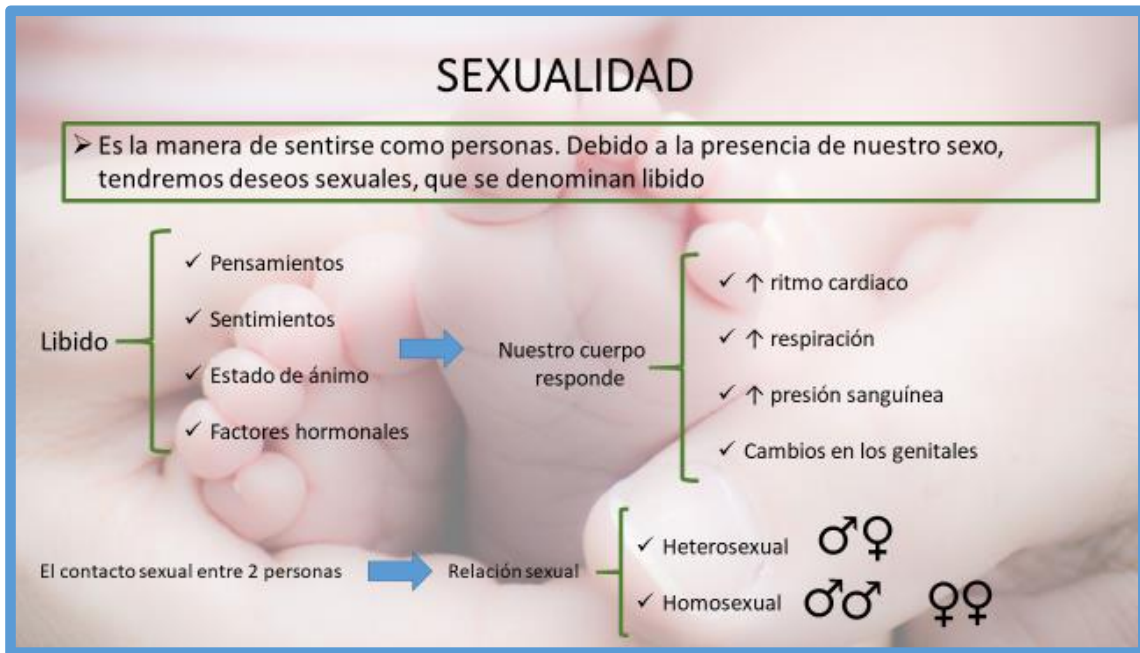 SEXUALIDAD
➢ Es la manera de sentirse como personas. Debido a la presencia de nuestro sexo,
tendremos deseos sexuales, que se denominan libido
Libido
✓ Pensamientos
✓ Sentimientos
✓ Estado de ánimo
✓ Factores hormonales
Nuestro cuerpo
responde
✓ ↑ ritmo cardiaco
✓ ↑ respiración
✓ ↑ presión sanguínea
✓ Cambios en los genitales
El contacto sexual entre 2 personas
Relación sexual
✓ Heterosexual ♂♀
✓ Homosexual ♂♂ ♀♀